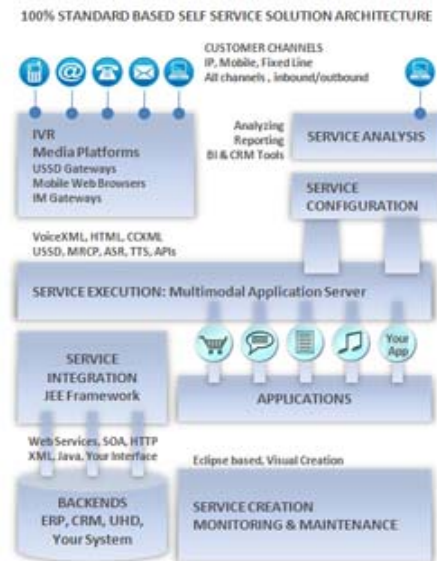 100% STANDARD BASED SELF SERVICE SOLUTION ARCHITECTURE
CUSTOMER CHANNELS
IP, Mobile, Fixed Line
All channels , inbound/outbound
IVR
Media Platforms
USSD Gateways
Mobile Web Browsers
IM Gateways
Analyzing
Reporting
BI & CRM Tools
SERVICE ANALYSIS
SERVICE
CONFIGURATION
VoiceXML, HTML, CCXML
USSD, MRCP, ASR, TTS, APIs
SERVICE EXECUTION: Multimodal Application Server
Your
App
SERVICE
INTEGRATION
JEE Framework
APPLICATIONS
Web Services, SOA, HTTP
XML, Java, Your Interface
Eclipse based, Visual Creation
BACKENDS
ERP, CRM, UHD,
Your System
SERVICE CREATION
MONITORING & MAINTENANCE